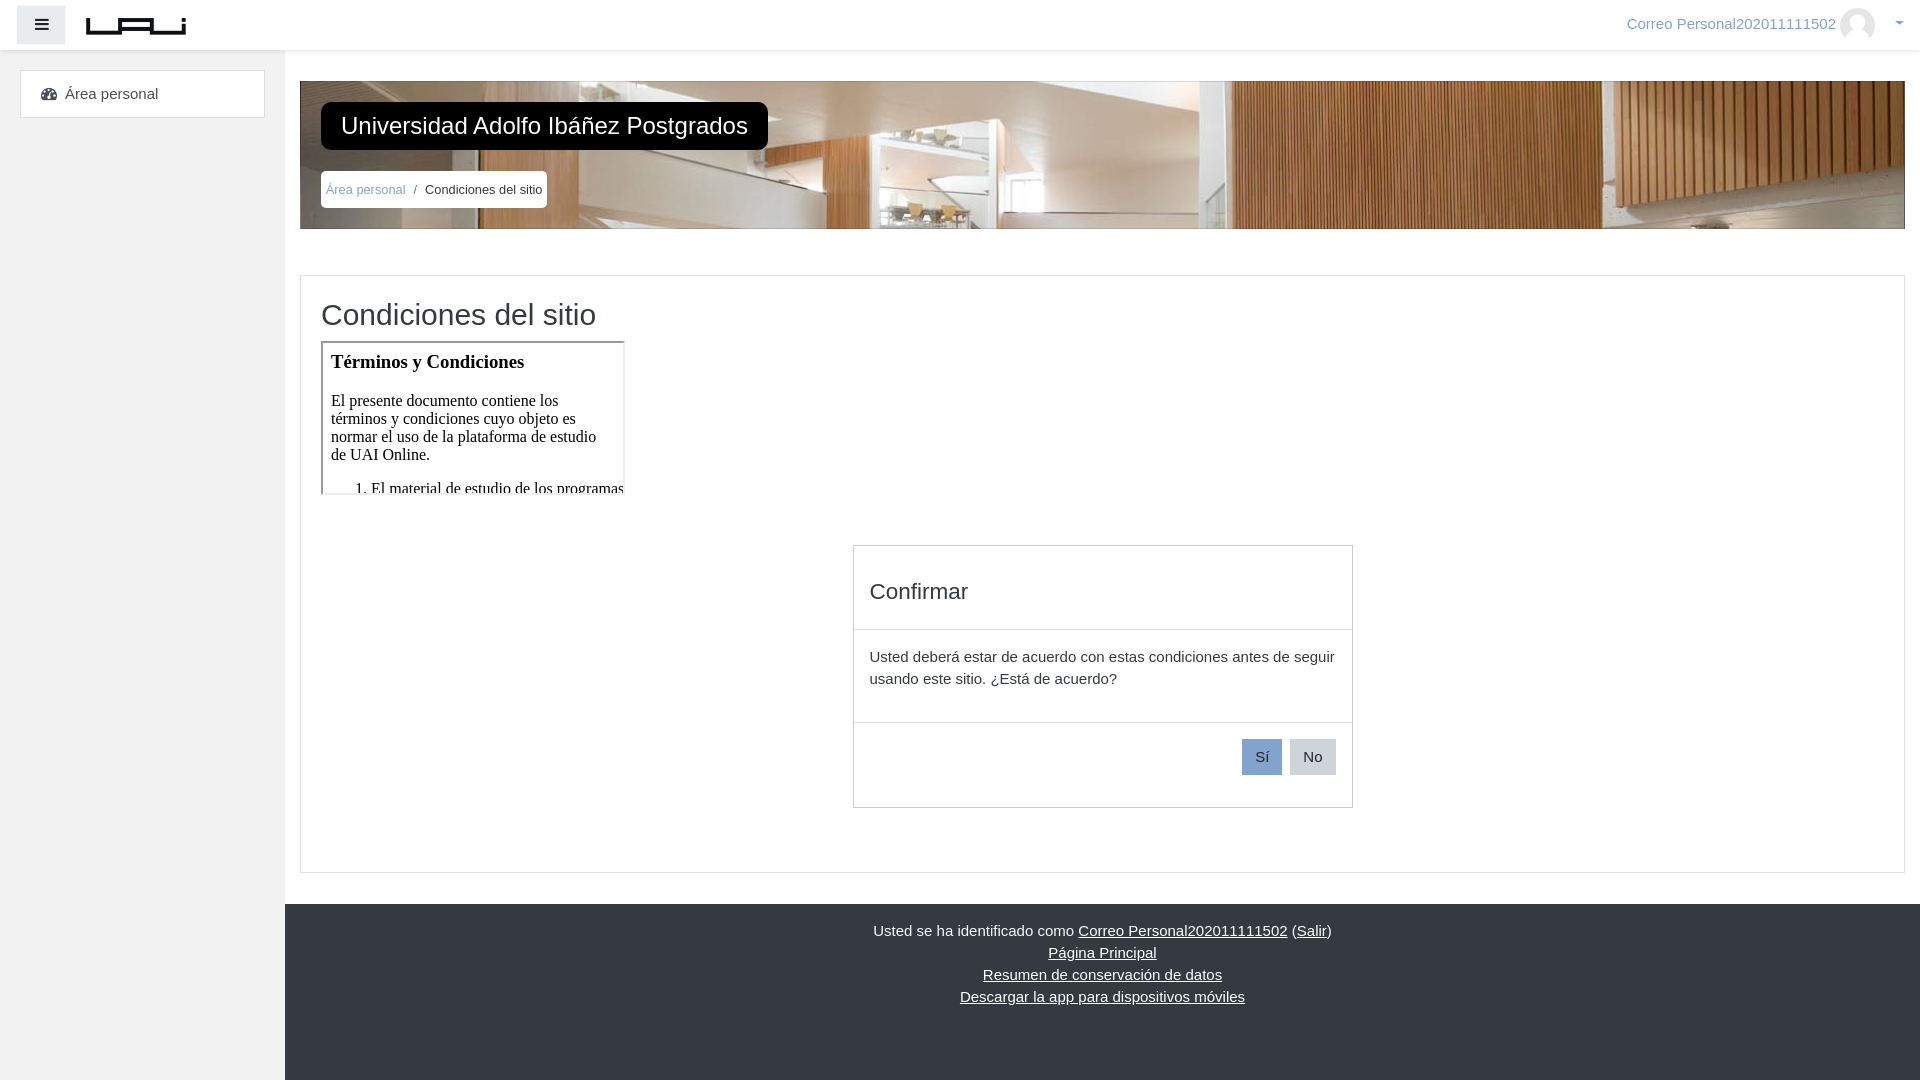 UAI
Correo Personal202011111502
Área personal
Universidad Adolfo Ibáñez Postgrados
Área personal / Condiciones del sitio
Condiciones del sitio
Términos y Condiciones
El presente documento contiene los
términos y condiciones cuyo objeto es
normar el uso de la plataforma de estudio
de UAI Online.
1. El material de estudio de los programas
Confirmar
Usted deberá estar de acuerdo con estas condiciones antes de seguir
usando este sitio. ¿Está de acuerdo?
Sí No
Usted se ha identificado como Correo Personal202011111502 (Salir)
Página Principal
Resumen de conservación de datos
Descargar la app para dispositivos móviles